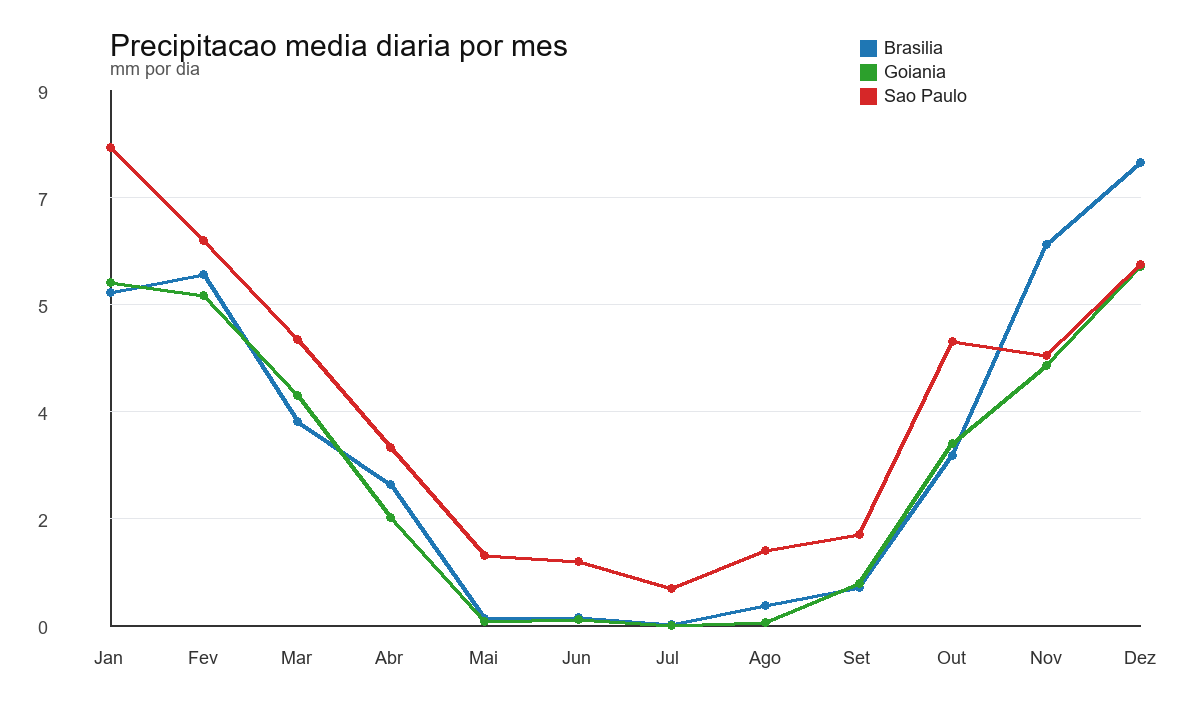 Precipitacao media diaria por mes
mm por dia
Brasilia
Goiania
Sao Paulo
9
7
5
4
2
0
Jan Fev Mar Abr Mai Jun Jul Ago Set Out Nov Dez